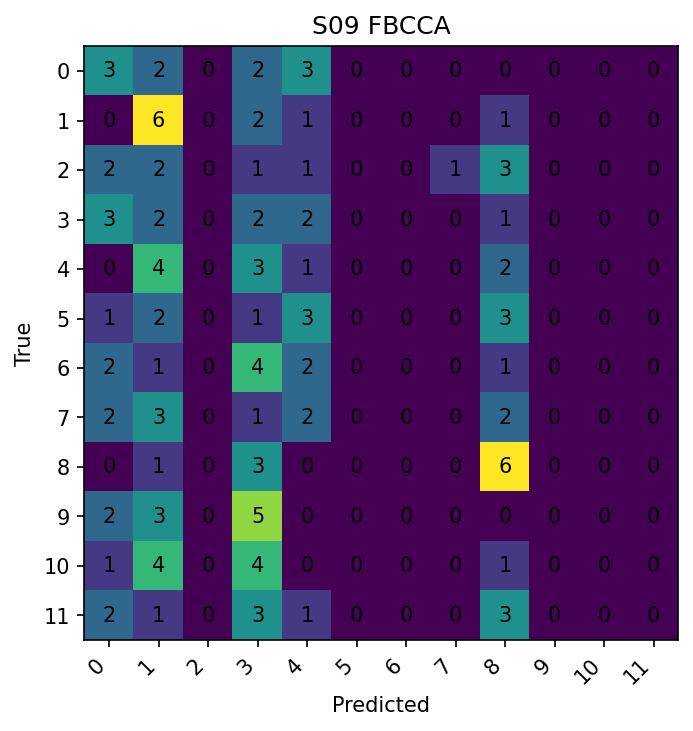 S09 FBCCA
True
0 3 2 0 2 3 0 0 0 0 0 0 0
1 0 6 0 2 1 0 0 0 1 0 0 0
2 2 2 0 1 1 0 0 1 3 0 0 0
3 3 2 0 2 2 0 0 0 1 0 0 0
4 0 4 0 3 1 0 0 0 2 0 0 0
5 1 2 0 1 3 0 0 0 3 0 0 0
6 2 1 0 4 2 0 0 0 1 0 0 0
7 2 3 0 1 2 0 0 0 2 0 0 0
8 0 1 0 3 0 0 0 0 6 0 0 0
9 2 3 0 5 0 0 0 0 0 0 0 0
10 1 4 0 4 0 0 0 0 1 0 0 0
11 2 1 0 3 1 0 0 0 3 0 0 0
0 1 2 3 4 5 6 7 8 9 10 11
Predicted